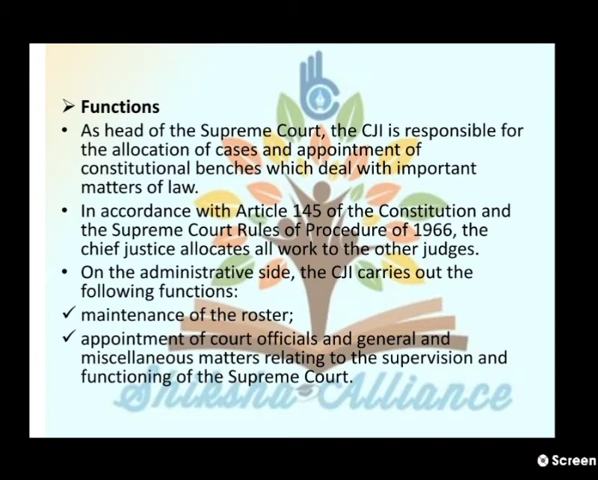 ➢ Functions
• As head of the Supreme Court, the CJI is responsible for
the allocation of cases and appointment of
constitutional benches which deal with important
matters of law.
• In accordance with Article 145 of the Constitution and
the Supreme Court Rules of Procedure of 1966, the
chief justice allocates all work to the other judges.
• On the administrative side, the CJI carries out the
following functions:
✓ maintenance of the roster;
✓ appointment of court officials and general and
miscellaneous matters relating to the supervision and
functioning of the Supreme Court.
Shiksha Alliance
Screen